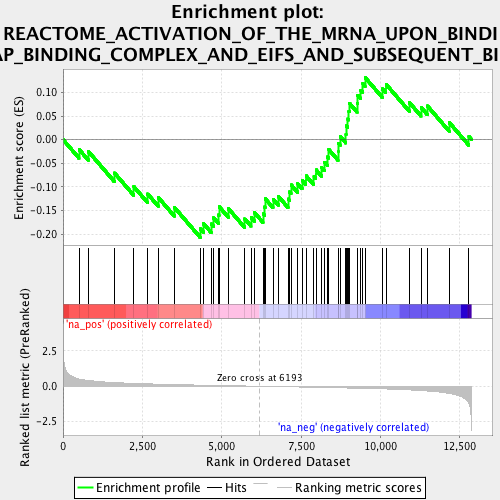 Enrichment plot:
REACTOME_ACTIVATION_OF_THE_MRNA_UPON_BINDI
AP_BINDING_COMPLEX_AND_EIFS_AND_SUBSEQUENT_BI
Enrichment score (ES)
0.10
0.05
0.00
-0.05
-0.10
-0.15
-0.20
'na_pos' (positively correlated)
Ranked list metric (PreRanked)
2.5
0.0
-2.5
Zero cross at 6193
'na_neg' (negatively correlated)
0
2,500
5,000
7,500
10,000
12,500
Rank in Ordered Dataset
Enrichment profile
Hits
Ranking metric scores